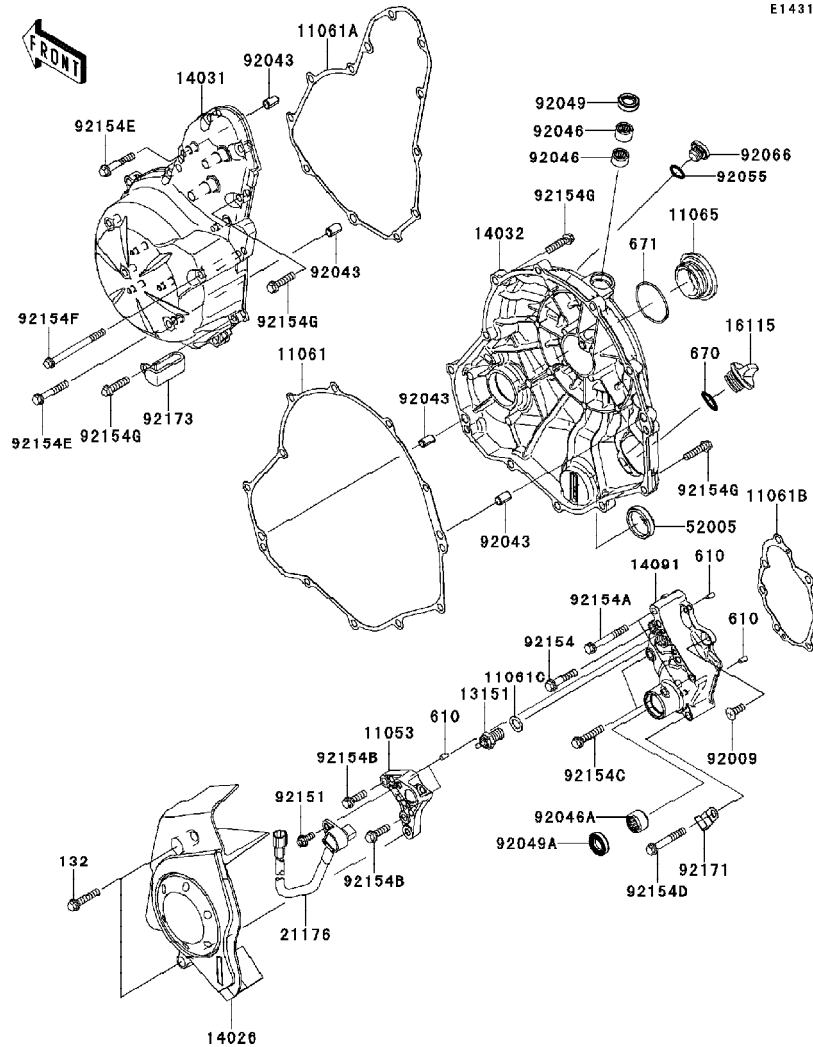 E1431
FRONT
11061A
92043
14031
92154E
92049
92046
92046
92066
92055
92154G
11065
14032
671
92043
92154G
92154F
16115
11061
670
92043
92154E
92154G
92173
92154G
11061B
92043
52005
14091
610
92154A
610
92154
11061C
13151
610
11053
92154B
92009
92154C
92151
92046A
92049A
132
92154B
92171
92154D
21176
14026